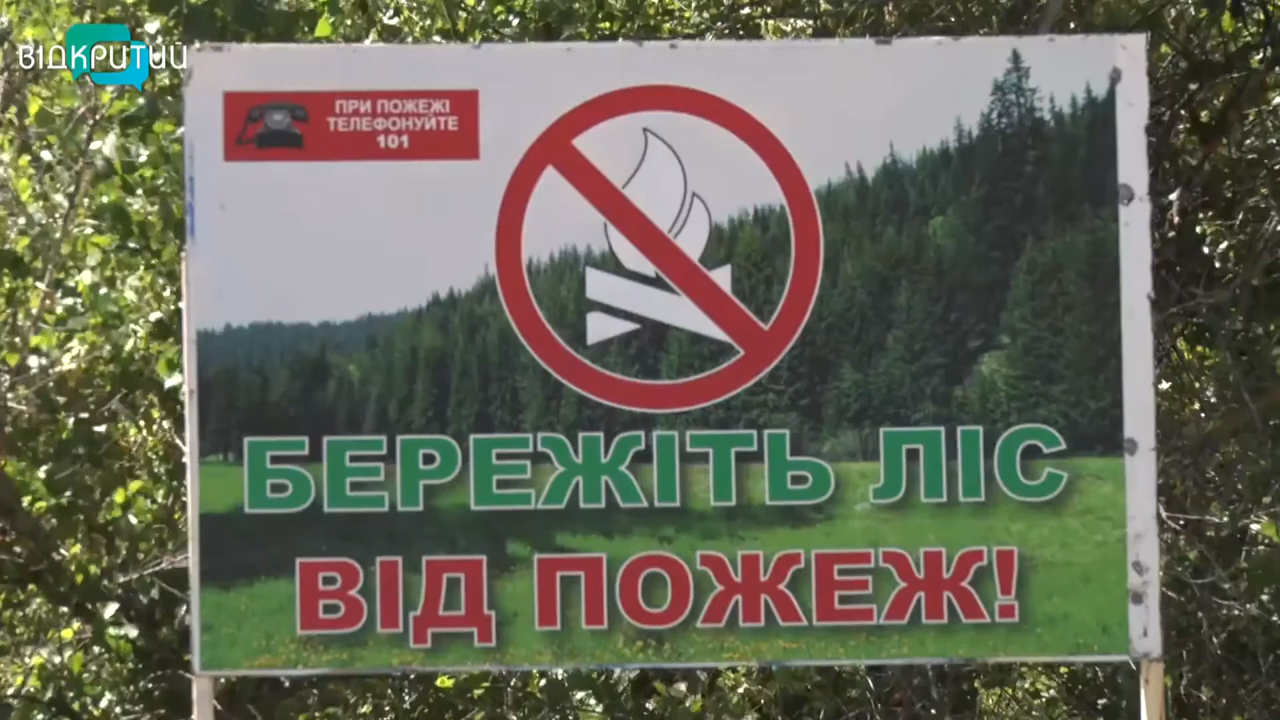 ВІДКРИТИЙ
ПРИ ПОЖЕЖІ
ТЕЛЕФОНУЙТЕ
101
БЕРЕЖІТЬ ЛІС
ВІД ПОЖЕЖ!